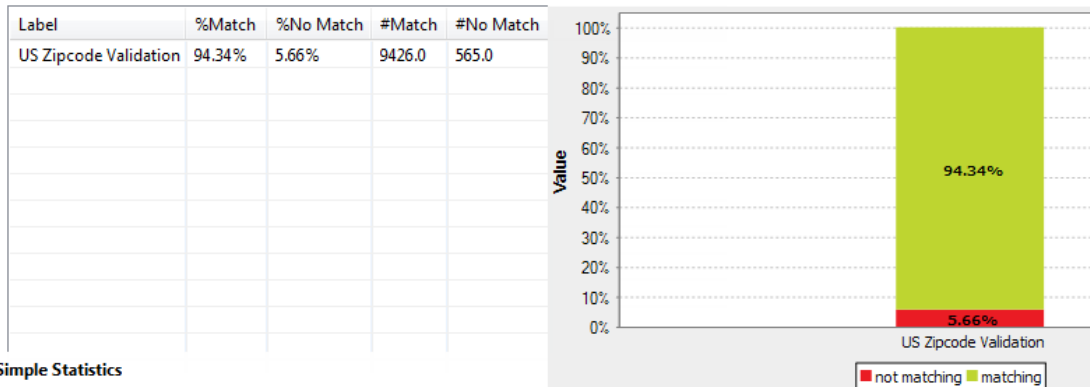 Label %Match %No Match #Match #No Match
US Zipcode Validation 94.34% 5.66% 9426.0 565.0
Simple Statistics
Value
100%
90%
80%
70%
60%
50%
40%
30%
20%
10%
0%
94.34%
5.66%
US Zipcode Validation
not matching matching